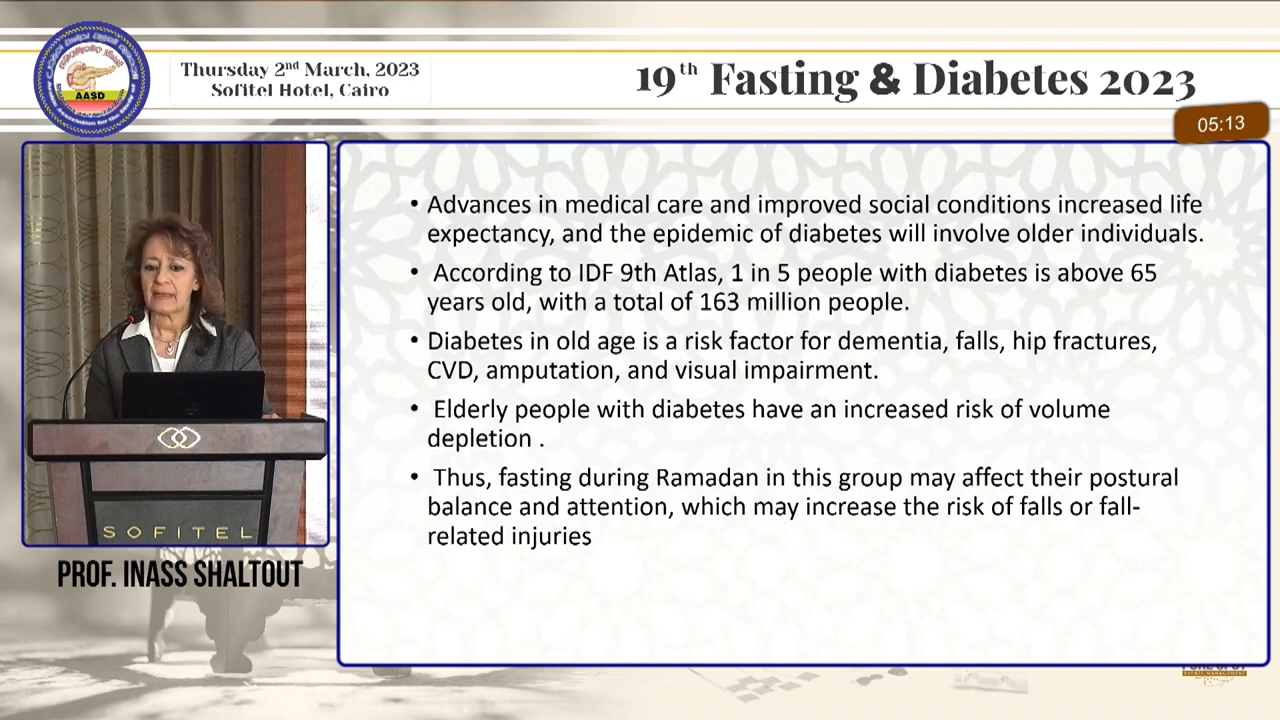 Thursday 2nd March, 2023
Sofitel Hotel, Cairo
19th Fasting & Diabetes 2023
AASD
05:13
• Advances in medical care and improved social conditions increased life
expectancy, and the epidemic of diabetes will involve older individuals.
• According to IDF 9th Atlas, 1 in 5 people with diabetes is above 65
years old, with a total of 163 million people.
• Diabetes in old age is a risk factor for dementia, falls, hip fractures,
CVD, amputation, and visual impairment.
• Elderly people with diabetes have an increased risk of volume
depletion .
• Thus, fasting during Ramadan in this group may affect their postural
balance and attention, which may increase the risk of falls or fall-
related injuries
SOFITEL
PROF. INASS SHALTOUT